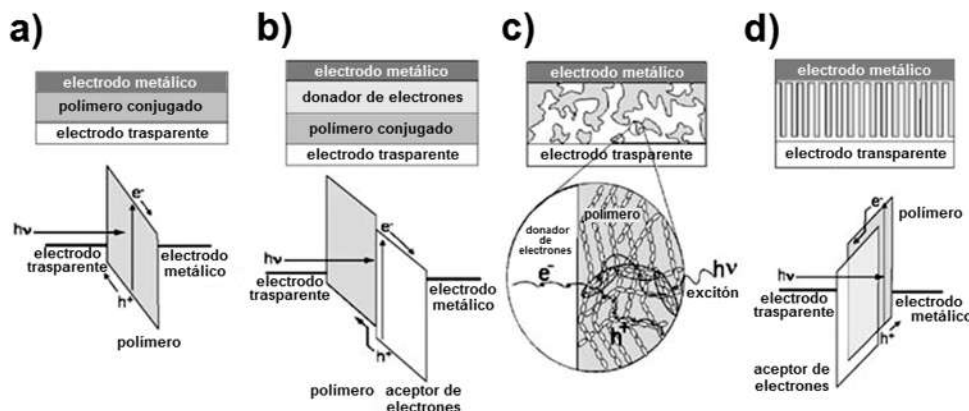 a)
electrodo metálico
polímero conjugado
electrodo trasparente
e-
hν
electrodo
trasparente
electrodo
metálico
h+
polímero
b)
electrodo metálico
donador de electrones
polímero conjugado
electrodo trasparente
e-
hν
electrodo
trasparente
electrodo
metálico
h+
polímero
aceptor de
electrones
c)
electrodo metálico
electrodo trasparente
polímero
donador
de
electrones
e-
hν
excitón
h+
d)
electrodo metálico
electrodo transparente
e-
polímero
hν
electrodo
trasparente
electrodo
metálico
h+
aceptor de
electrones